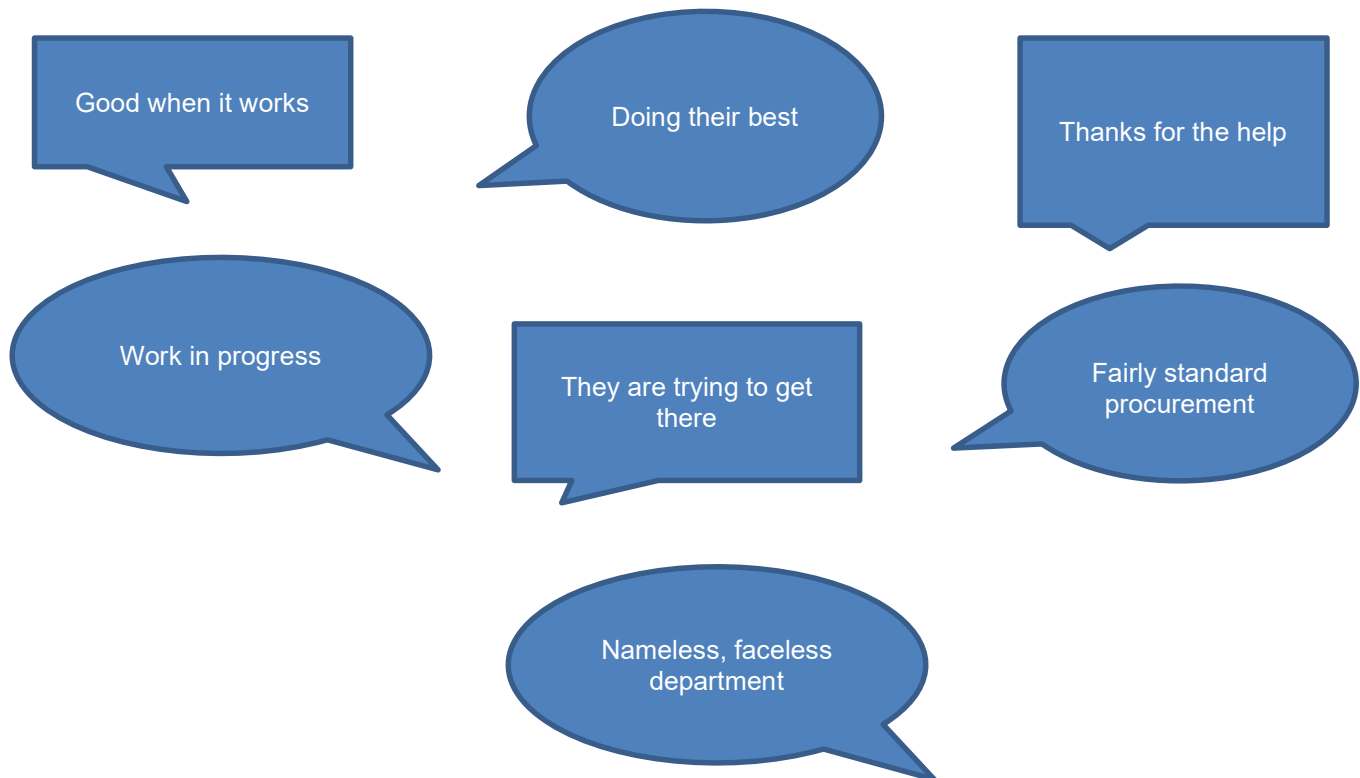 Good when it works
Doing their best
Thanks for the help
Work in progress
They are trying to get
there
Fairly standard
procurement
Nameless, faceless
department